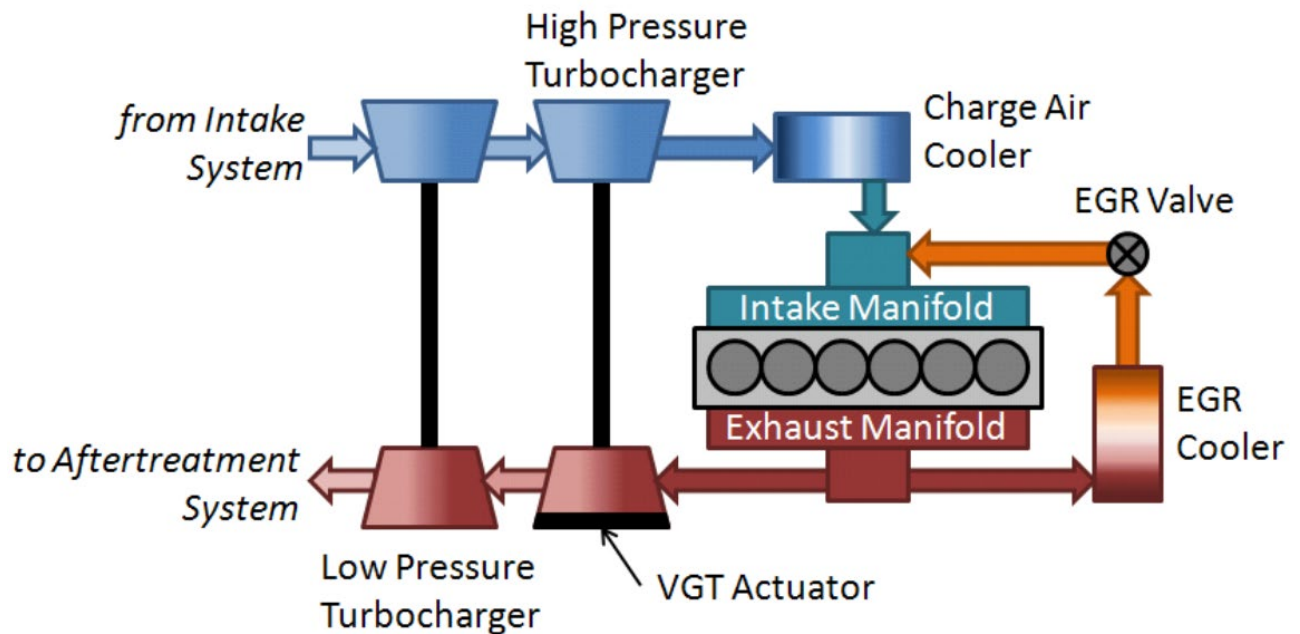 High Pressure
Turbocharger
from Intake
System
Charge Air
Cooler
EGR Valve
Intake Manifold
Exhaust Manifold
EGR
Cooler
to Aftertreatment
System
Low Pressure
Turbocharger
VGT Actuator